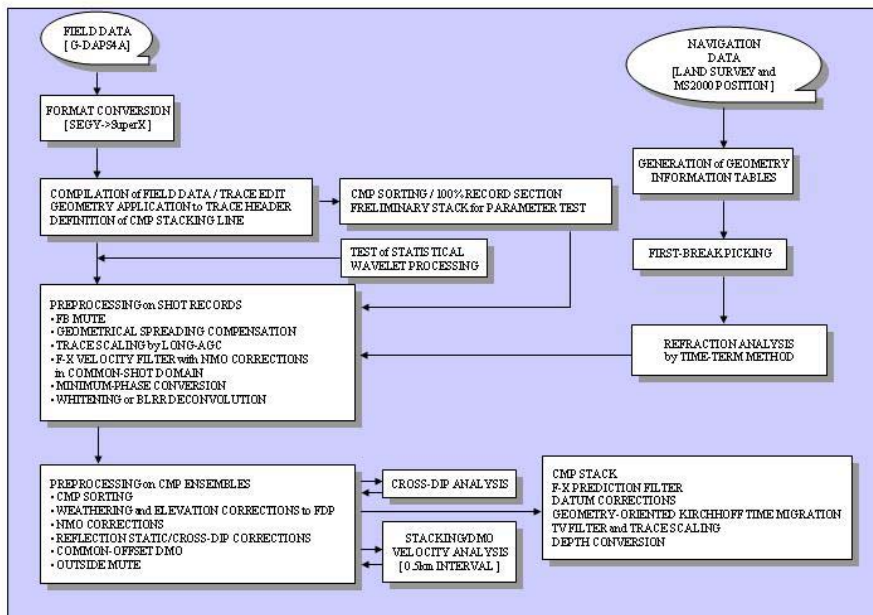 FIELD DATA
[ G-DAPS4A ]
FORMAT CONVERSION
[ SEGY->SuperX ]
COMPILATION of FIELD DATA / TRACE EDIT
GEOMETRY APPLICATION to TRACE HEADER
DEFINITION of CMP STACKING LINE
CMP SORTING / 100% RECORD SECTION
FRELIMINARY STACK for PARAMETER TEST
TEST of STATISTICAL
WAVELET PROCESSING
NAVIGATION
DATA
[LAND SURVEY and
MS2000 POSITION ]
GENERATION of GEOMETRY
INFORMATION TABLES
FIRST-BREAK PICKING
REFRACTION ANALYSIS
by TIME-TERM METHOD
PREPROCESSING on SHOT RECORDS
• FB MUTE
• GEOMETRICAL SPREADING COMPENSATION
• TRACE SCALING by LONG-AGC
• F-X VELOCITY FILTER with NMO CORRECTIONS
in COMMON-SHOT DOMAIN
• MINIMUM-PHASE CONVERSION
• WHITENING or BLRR DECONVOLUTION
PREPROCESSING on CMP ENSEMBLES
• CMP SORTING
• WEATHERING and ELEVATION CORRECTIONS to FDP
• NMO CORRECTIONS
• REFLECTION STATIC/CROSS-DIP CORRECTIONS
• COMMON-OFFSET DMO
• OUTSIDE MUTE
CROSS-DIP ANALYSIS
STACKING/DMO
VELOCITY ANALYSIS
[ 0.5km INTERVAL ]
CMP STACK
F-X PREDICTION FILTER
DATUM CORRECTIONS
GEOMETRY-ORIENTED KIRCHHOFF TIME MIGRATION
TV FILTER and TRACE SCALING
DEPTH CONVERSION